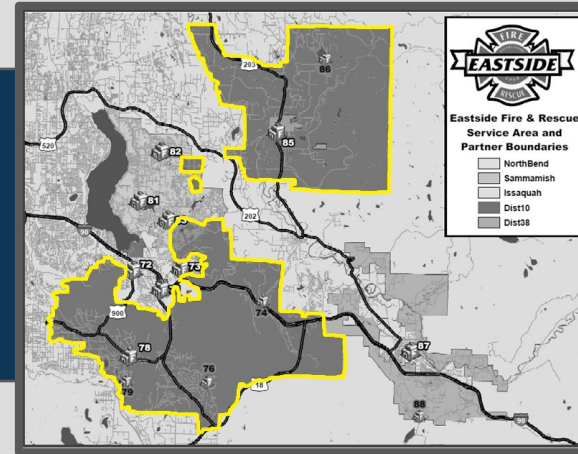 FIRE
EASTSIDE
RESCUE
Eastside Fire & Rescue
Service Area and
Partner Boundaries
NorthBend
Sammamish
Issaquah
Dist10
Dist38
203
86
85
520
82
81
202
72
73
900
74
78
76
79
18
87
88
90